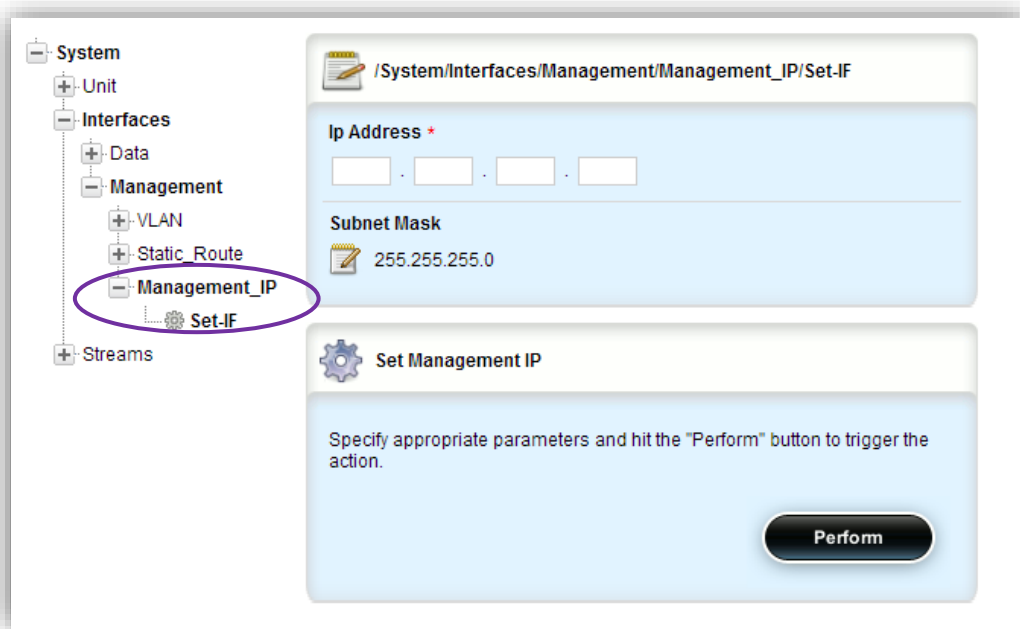 System
Unit
Interfaces
Data
Management
VLAN
Static_Route
Management_IP
Set-IF
Streams
/System/Interfaces/Management/Management_IP/Set-IF
Ip Address *
. . .
Subnet Mask
255.255.255.0
Set Management IP
Specify appropriate parameters and hit the "Perform" button to trigger the
action.
Perform